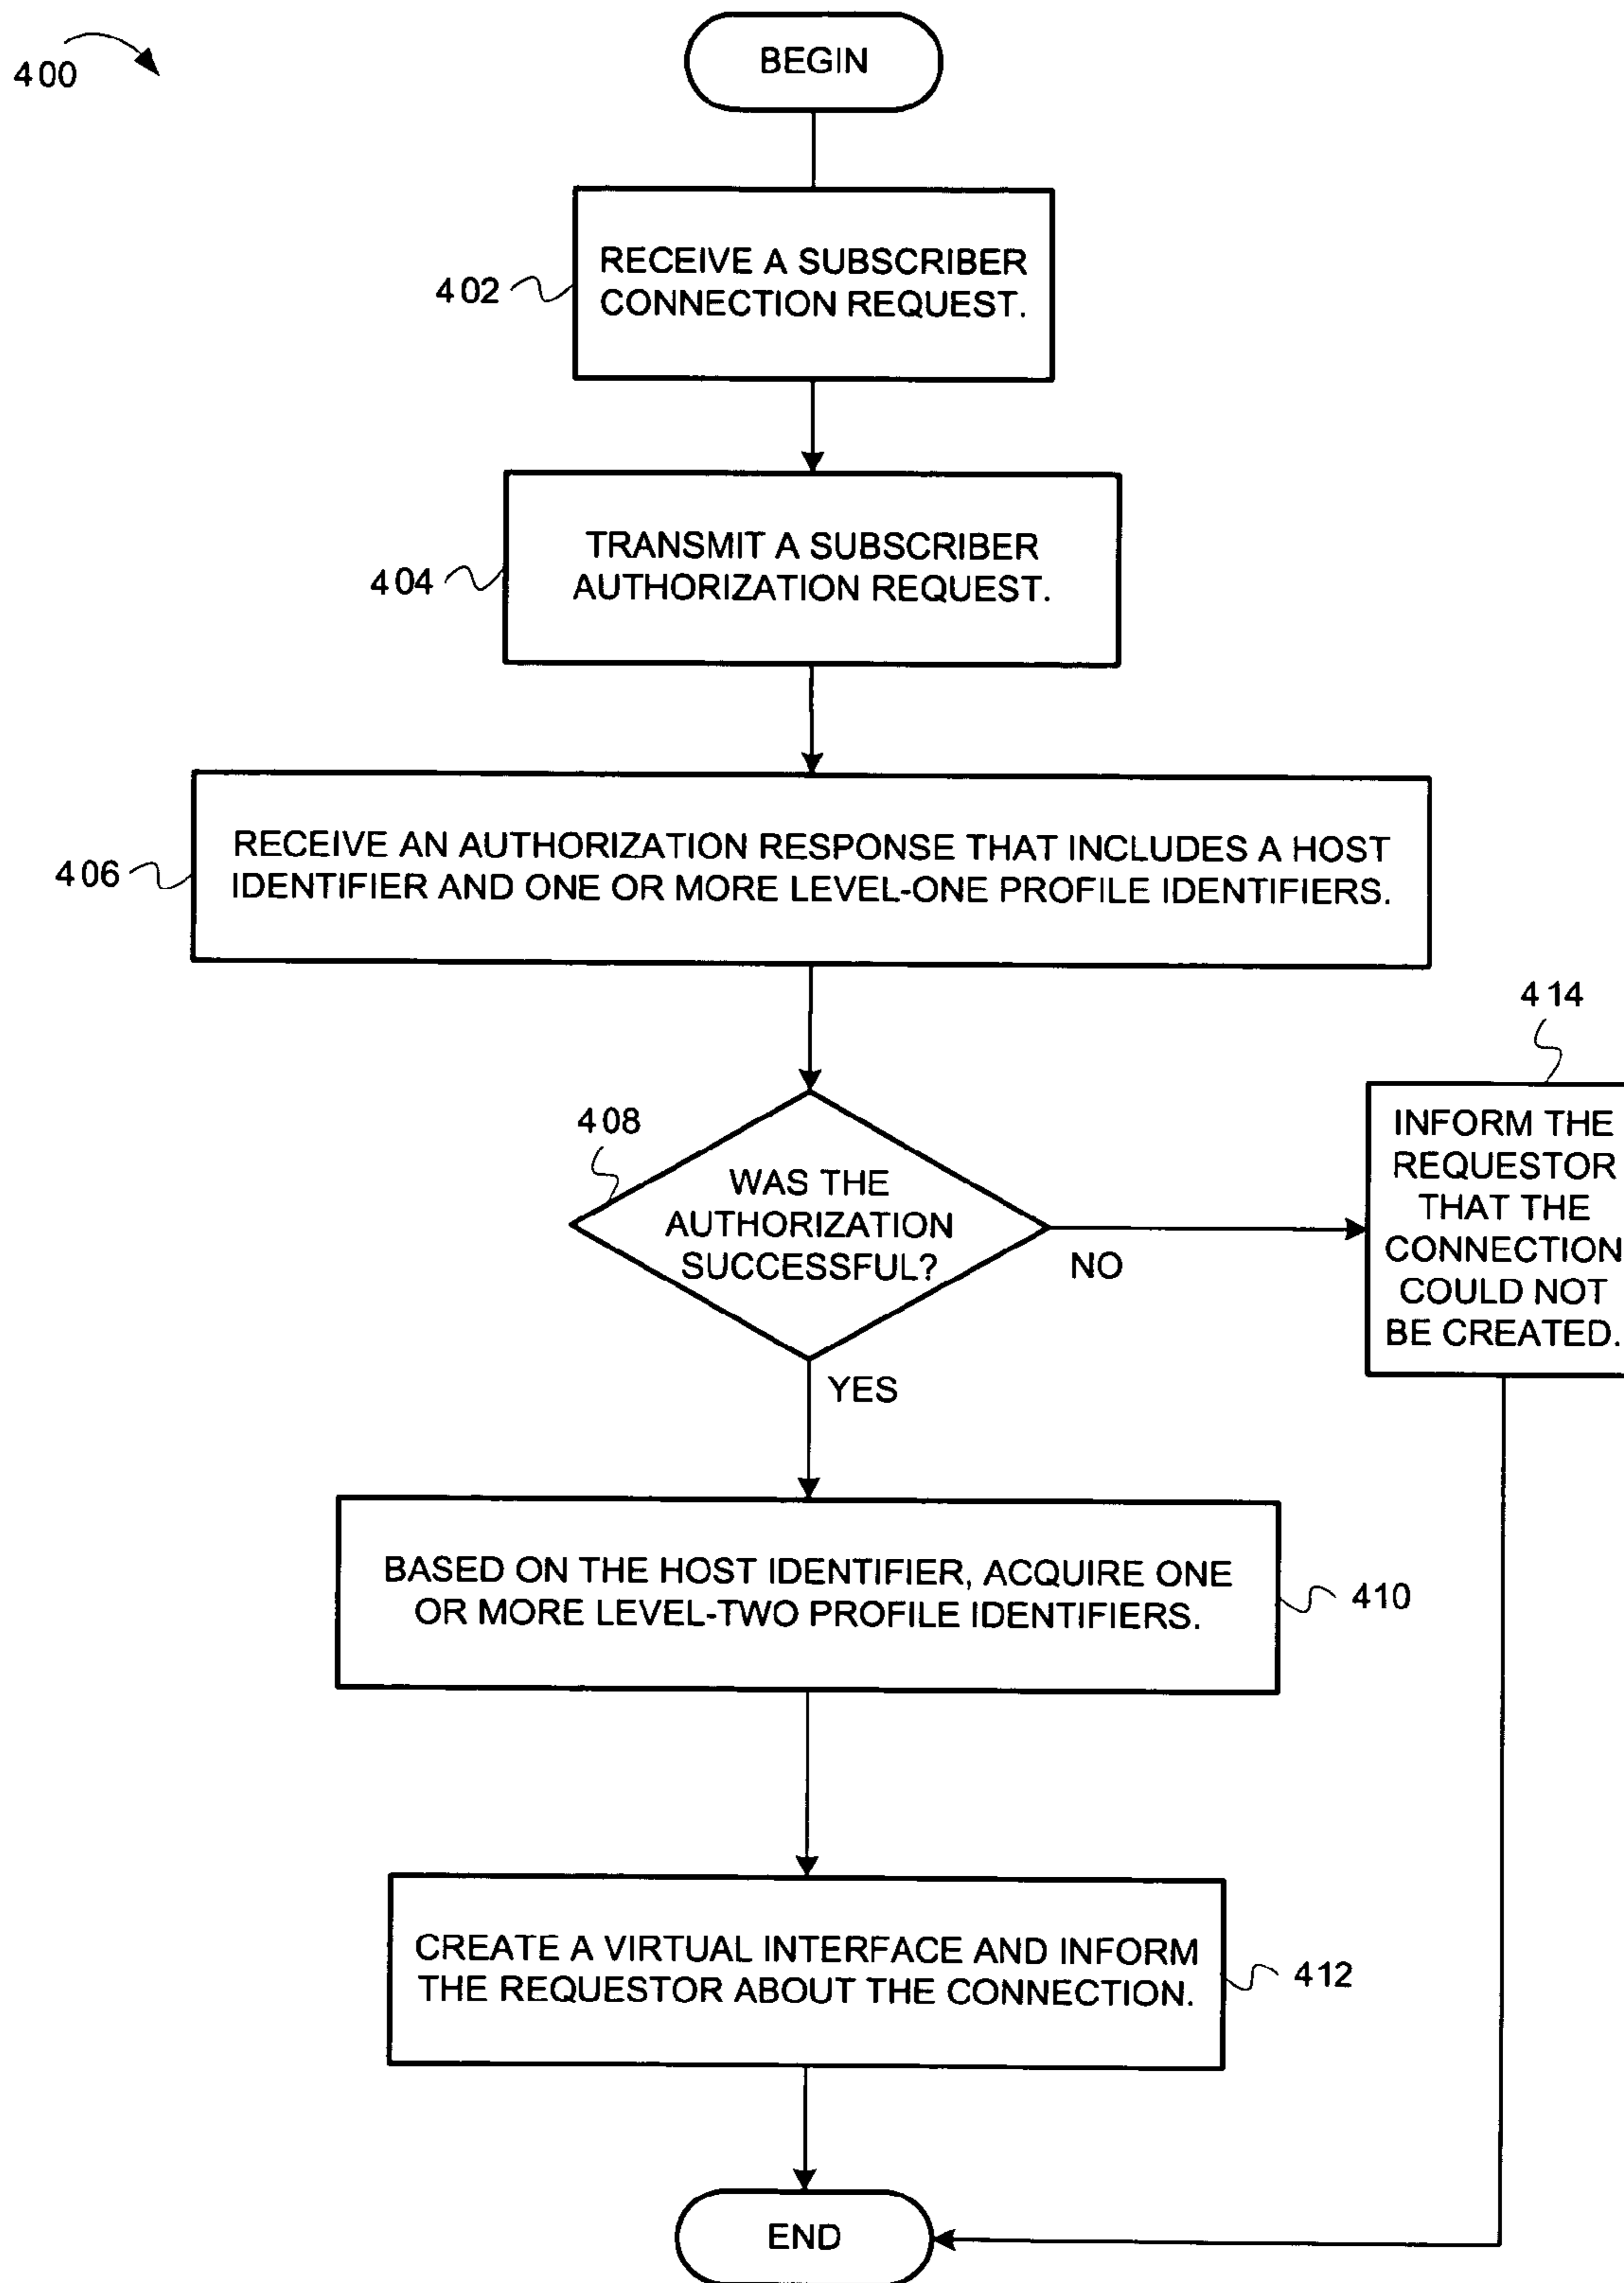 400
BEGIN
402
RECEIVE A SUBSCRIBER
CONNECTION REQUEST.
404
TRANSMIT A SUBSCRIBER
AUTHORIZATION REQUEST.
406
RECEIVE AN AUTHORIZATION RESPONSE THAT INCLUDES A HOST
IDENTIFIER AND ONE OR MORE LEVEL-ONE PROFILE IDENTIFIERS.
408
WAS THE
AUTHORIZATION
SUCCESSFUL?
NO
YES
414
INFORM THE
REQUESTOR
THAT THE
CONNECTION
COULD NOT
BE CREATED.
BASED ON THE HOST IDENTIFIER, ACQUIRE ONE
OR MORE LEVEL-TWO PROFILE IDENTIFIERS.
410
CREATE A VIRTUAL INTERFACE AND INFORM
THE REQUESTOR ABOUT THE CONNECTION.
412
END